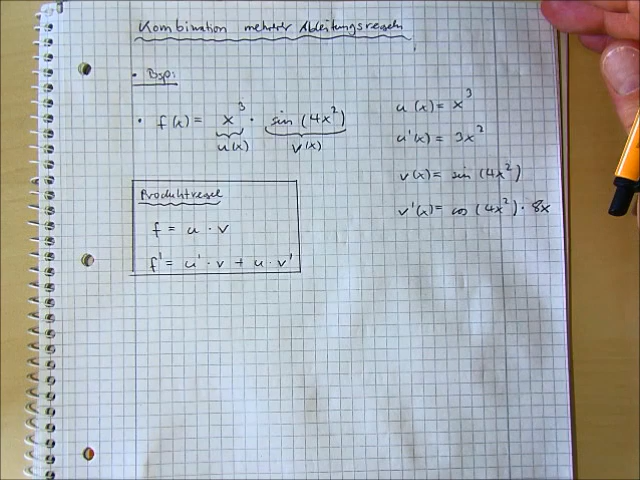 Kombination mehrerer Ableitungsregeln
• Bsp:
• f(x) = x³ · sin(4x²)
u(x) v(x)
Produktregel
f = u · v
f' = u' · v + u · v'
u(x) = x³
u'(x) = 3x²
v(x) = sin(4x²)
v'(x) = cos(4x²) · 8x